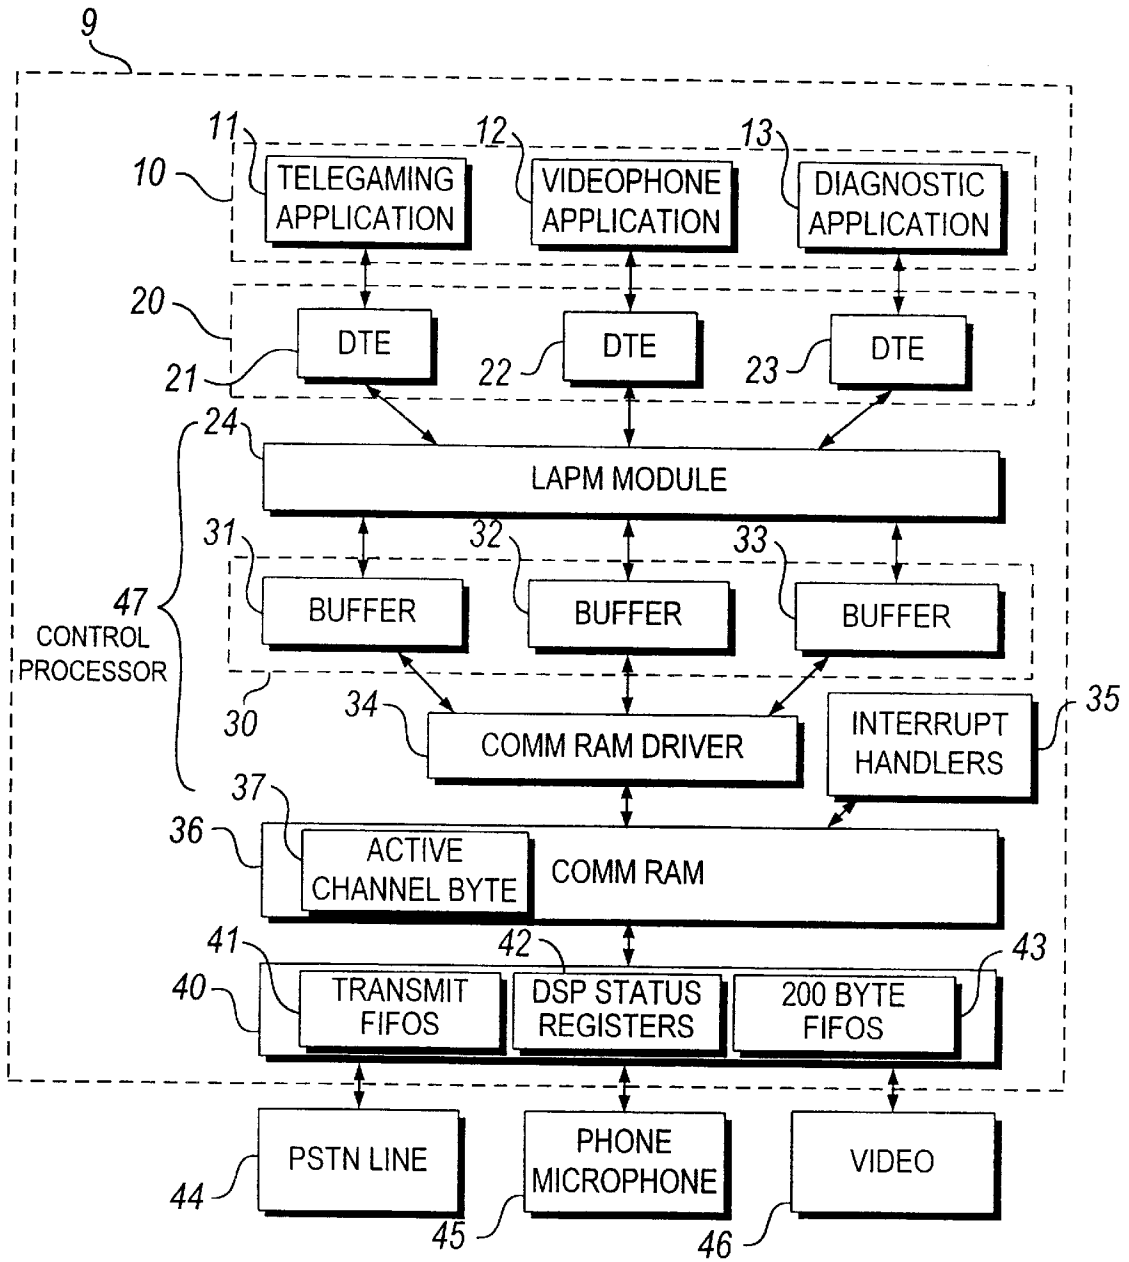 9
11
12
13
10
TELEGAMING
APPLICATION
VIDEOPHONE
APPLICATION
DIAGNOSTIC
APPLICATION
20
DTE
DTE
DTE
21
22
23
24
LAPM MODULE
31
32
33
BUFFER
BUFFER
BUFFER
47
CONTROL
PROCESSOR
30
34
COMM RAM DRIVER
INTERRUPT
HANDLERS
35
37
36
ACTIVE
CHANNEL BYTE
COMM RAM
41
42
43
40
TRANSMIT
FIFOS
DSP STATUS
REGISTERS
200 BYTE
FIFOS
PSTN LINE
PHONE
MICROPHONE
VIDEO
44
45
46